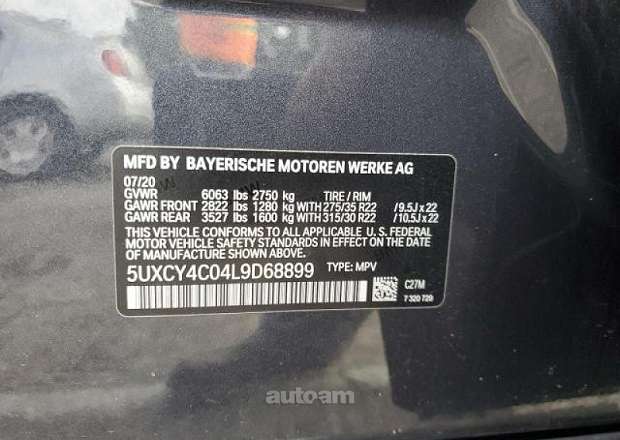 MFD BY BAYERISCHE MOTOREN WERKE AG
07/20
GVWR 6063 lbs 2750 kg TIRE / RIM
GAWR FRONT 2822 lbs 1280 kg WITH 275/35 R22 /9.5J x 22
GAWR REAR 3527 lbs 1600 kg WITH 315/30 R22 /10.5J x 22
THIS VEHICLE CONFORMS TO ALL APPLICABLE U. S. FEDERAL
MOTOR VEHICLE SAFETY STANDARDS IN EFFECT ON THE DATE
OF MANUFACTURE SHOWN ABOVE.
5UXCY4C04L9D68899 TYPE: MPV
C27M
7 320 729
autoam